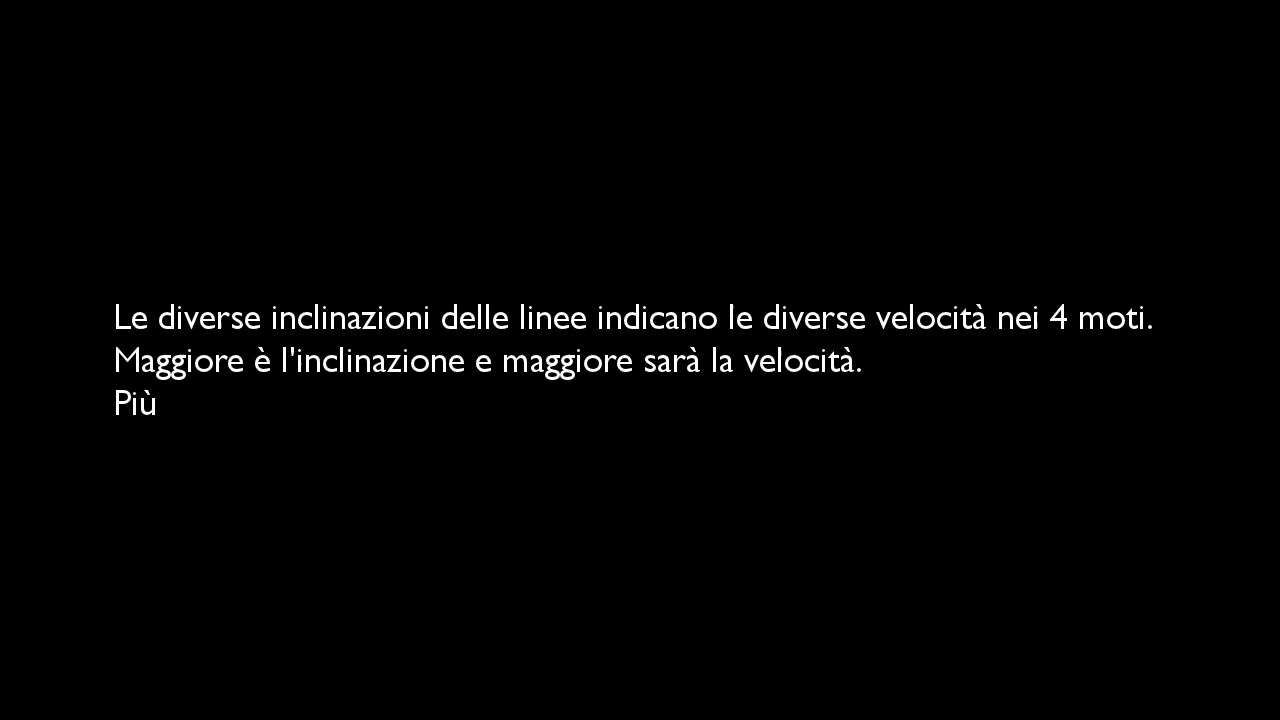 Le diverse inclinazioni delle linee indicano le diverse velocità nei 4 moti.
Maggiore è l'inclinazione e maggiore sarà la velocità.
Più